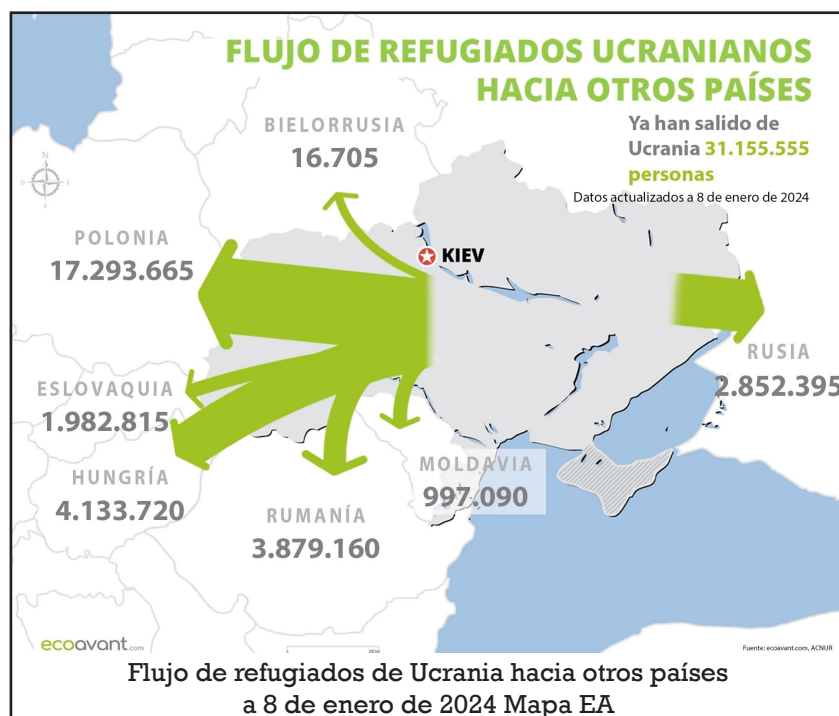 FLUJO DE REFUGIADOS UCRANIANOS
HACIA OTROS PAÍSES
Ya han salido de
Ucrania 31.155.555
personas
Datos actualizados a 8 de enero de 2024
BIELORRUSIA
16.705
N
POLONIA
17.293.665
KIEV
RUSIA
2.852.395
ESLOVAQUIA
1.982.815
HUNGRÍA
4.133.720
MOLDAVIA
997.090
RUMANÍA
3.879.160
ecoavant.com
Fuente: ecoavant.com, ACNUR
Flujo de refugiados de Ucrania hacia otros países
a 8 de enero de 2024 Mapa EA